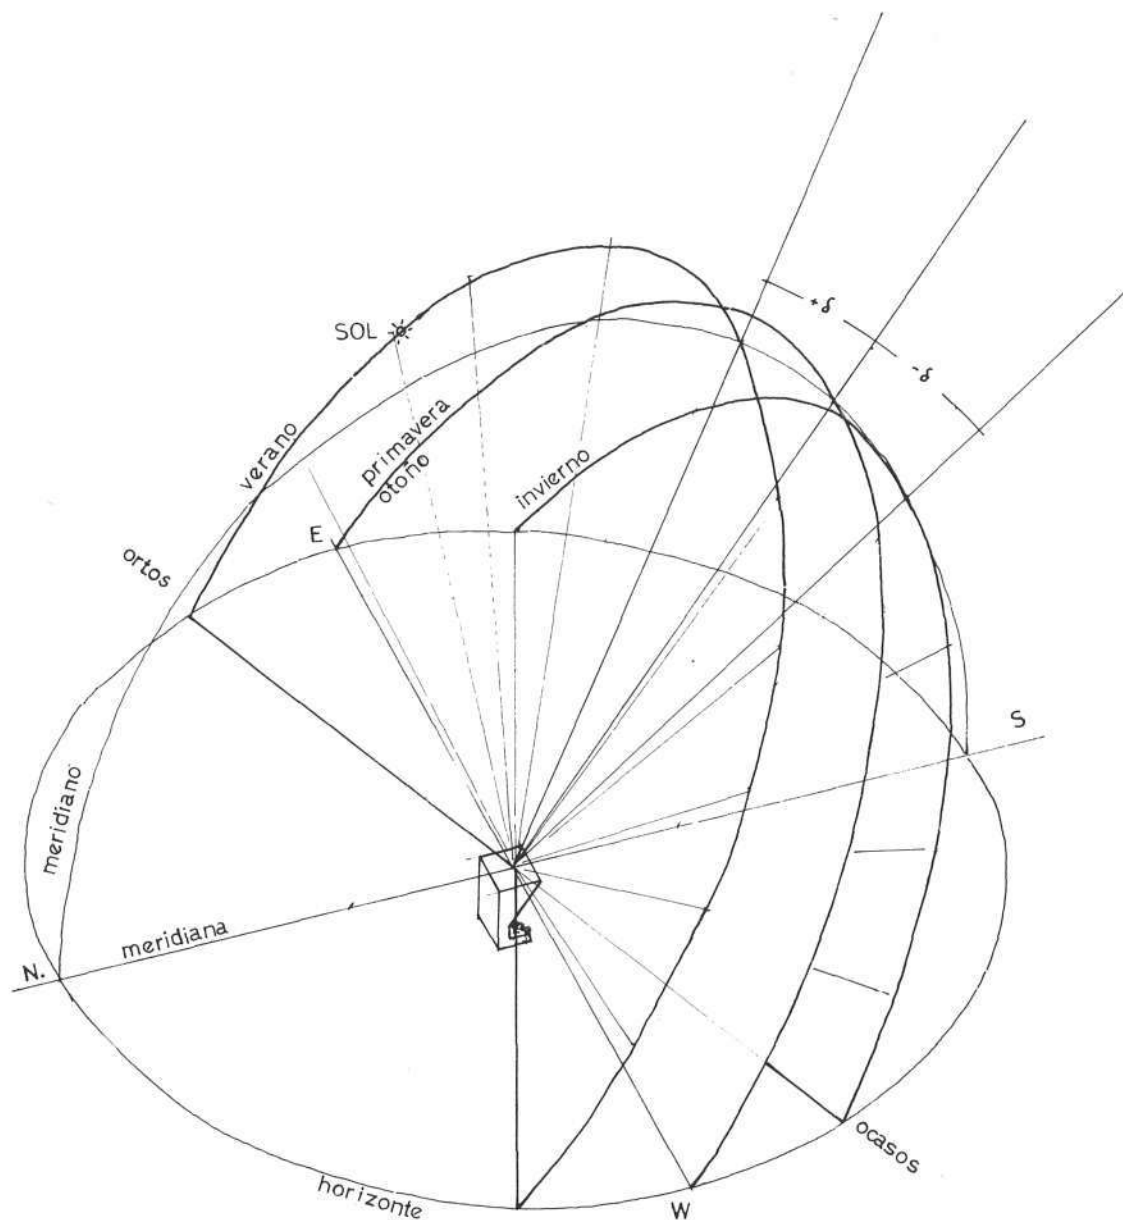 +δ
SOL
-δ
verano
primavera
otoño
invierno
E
ortos
S
meridiano
meridiana
N.
ocasos
horizonte
W